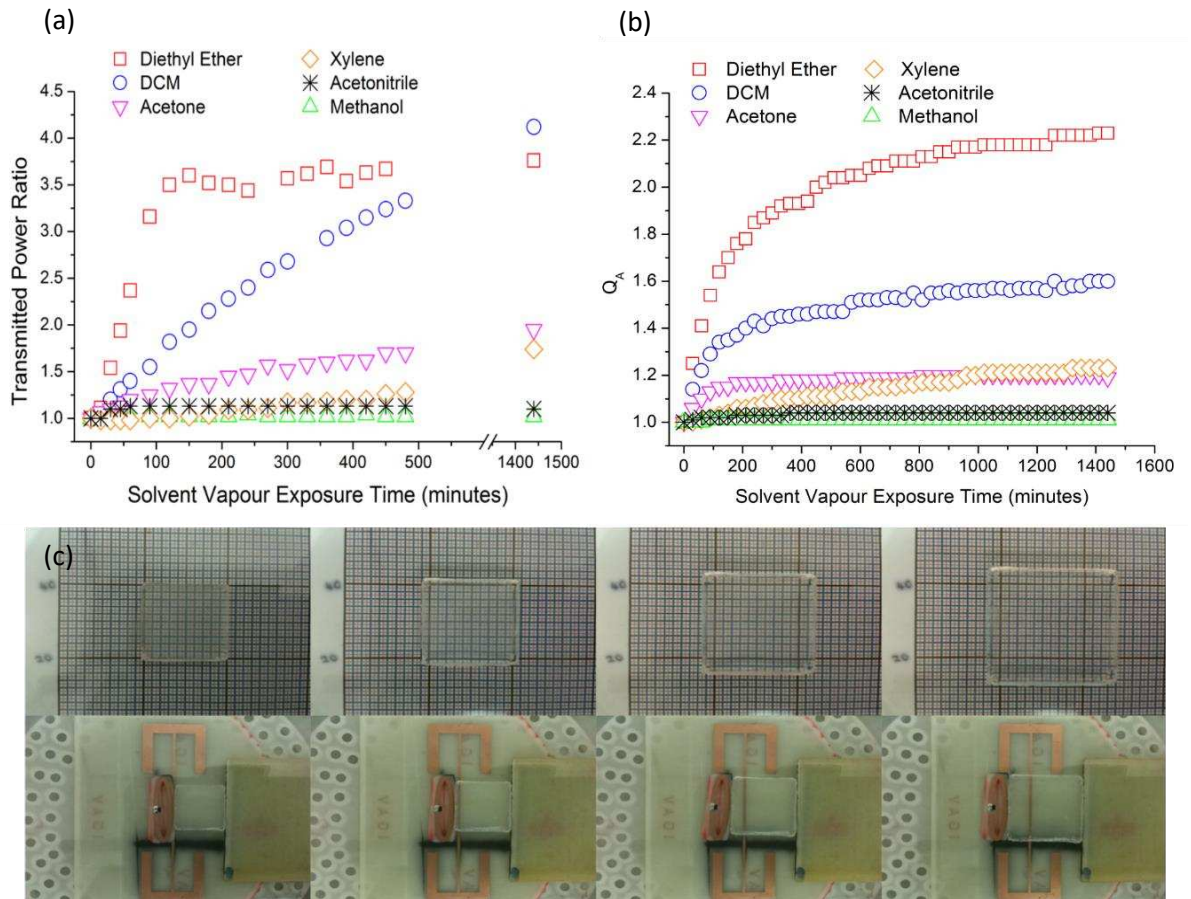 (a)
Diethyl Ether
DCM
Acetone
Xylene
Acetonitrile
Methanol
4.5
4.0
3.5
3.0
2.5
2.0
1.5
1.0
Transmitted Power Ratio
0 100 200 300 400 500 1400 1500
Solvent Vapour Exposure Time (minutes)
(b)
Diethyl Ether
DCM
Acetone
Xylene
Acetonitrile
Methanol
2.4
2.2
2.0
1.8
1.6
1.4
1.2
1.0
QA
0 200 400 600 800 1000 1200 1400 1600
Solvent Vapour Exposure Time (minutes)
(c)